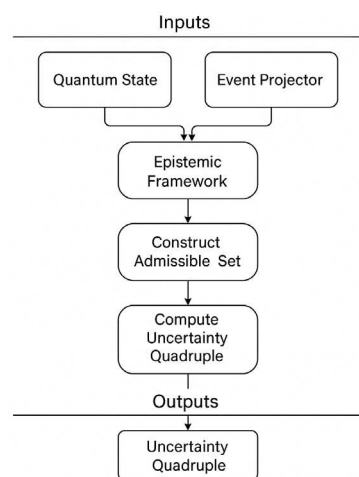 Inputs
Quantum State
Event Projector
Epistemic
Framework
Construct
Admissible Set
Compute
Uncertainty
Quadruple
Outputs
Uncertainty
Quadruple